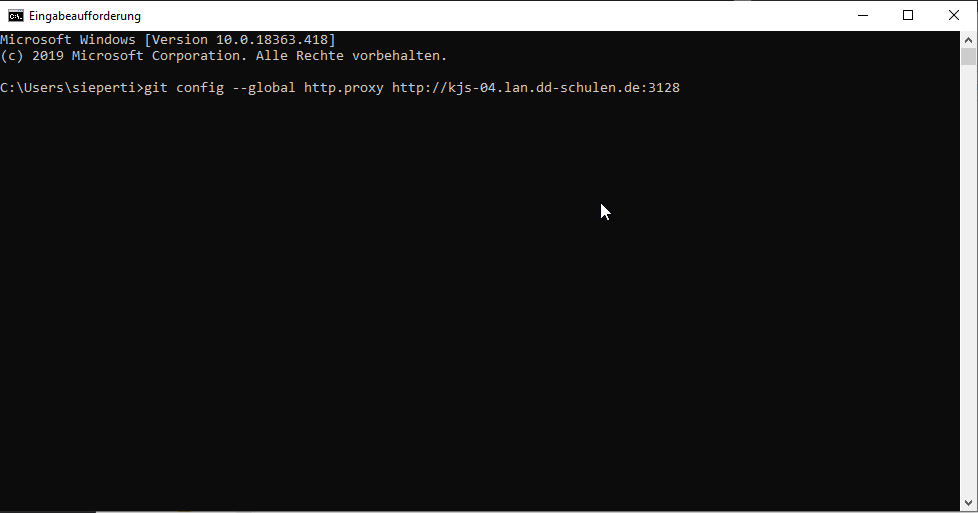 Eingabeaufforderung
Microsoft Windows [Version 10.0.18363.418]
(c) 2019 Microsoft Corporation. Alle Rechte vorbehalten.
C:\Users\sieperti>git config --global http.proxy http://kjs-04.lan.dd-schulen.de:3128